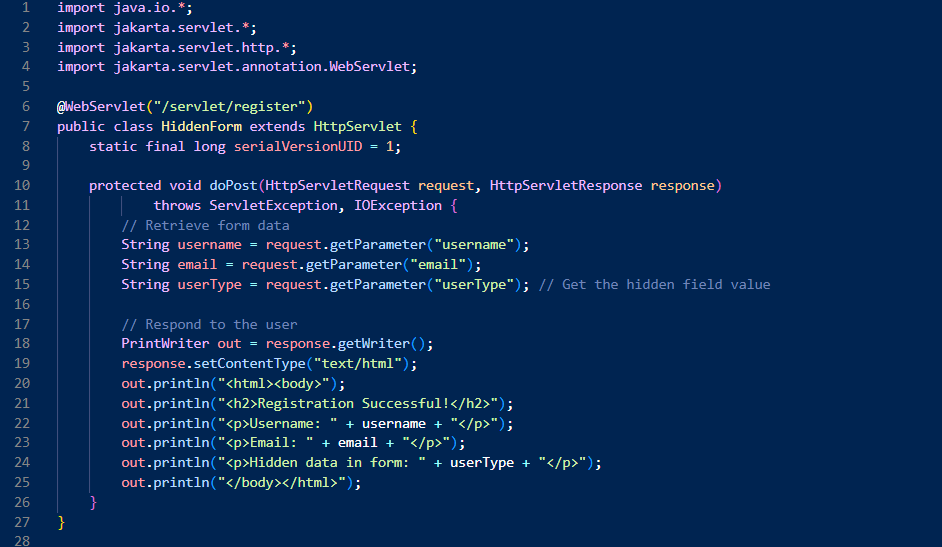 1 import java.io.*;
2 import jakarta.servlet.*;
3 import jakarta.servlet.http.*;
4 import jakarta.servlet.annotation.WebServlet;
5
6 @WebServlet("/servlet/register")
7 public class HiddenForm extends HttpServlet {
8     static final long serialVersionUID = 1;
9
10     protected void doPost(HttpServletRequest request, HttpServletResponse response)
11             throws ServletException, IOException {
12         // Retrieve form data
13         String username = request.getParameter("username");
14         String email = request.getParameter("email");
15         String userType = request.getParameter("userType"); // Get the hidden field value
16
17         // Respond to the user
18         PrintWriter out = response.getWriter();
19         response.setContentType("text/html");
20         out.println("<html><body>");
21         out.println("<h2>Registration Successful!</h2>");
22         out.println("<p>Username: " + username + "</p>");
23         out.println("<p>Email: " + email + "</p>");
24         out.println("<p>Hidden data in form: " + userType + "</p>");
25         out.println("</body></html>");
26     }
27 }
28